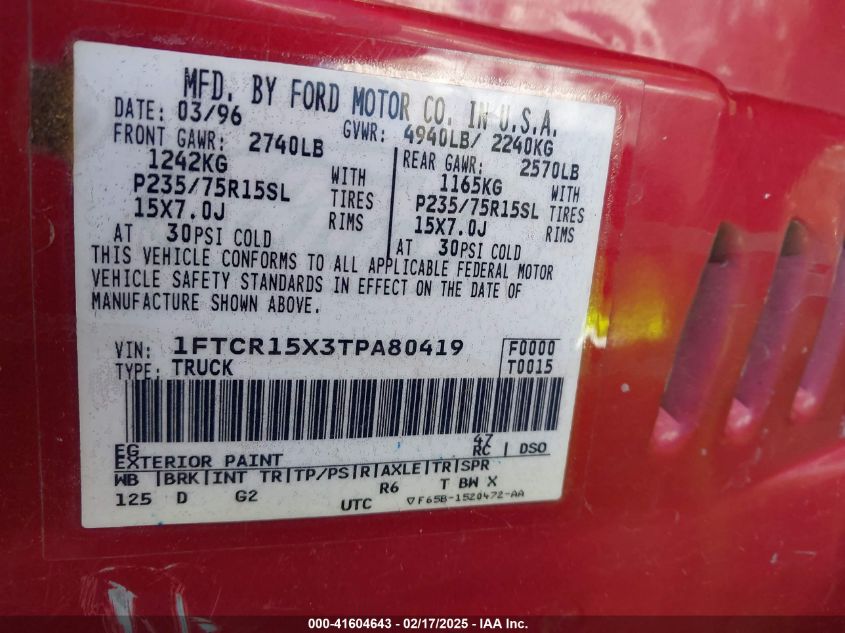 MFD. BY FORD MOTOR CO. IN U.S.A.
DATE: 03/96 GVWR: 4940LB/ 2240KG
FRONT GAWR: 2740LB REAR GAWR: 2570LB
1242KG WITH 1165KG WITH
P235/75R15SL TIRES P235/75R15SL TIRES
15X7.0J RIMS 15X7.0J RIMS
AT 30PSI COLD AT 30PSI COLD
THIS VEHICLE CONFORMS TO ALL APPLICABLE FEDERAL MOTOR
VEHICLE SAFETY STANDARDS IN EFFECT ON THE DATE OF
MANUFACTURE SHOWN ABOVE.
VIN: 1FTCR15X3TPA80419 F0000
TYPE: TRUCK T0015
EG 47
EXTERIOR PAINT RC DSO
WB BRK INT TR TP/PS R AXLE TR SPR
125 D G2 R6 T BW X
UTC F65B-1520472-AA
000-41604643 - 02/17/2025 - IAA Inc.